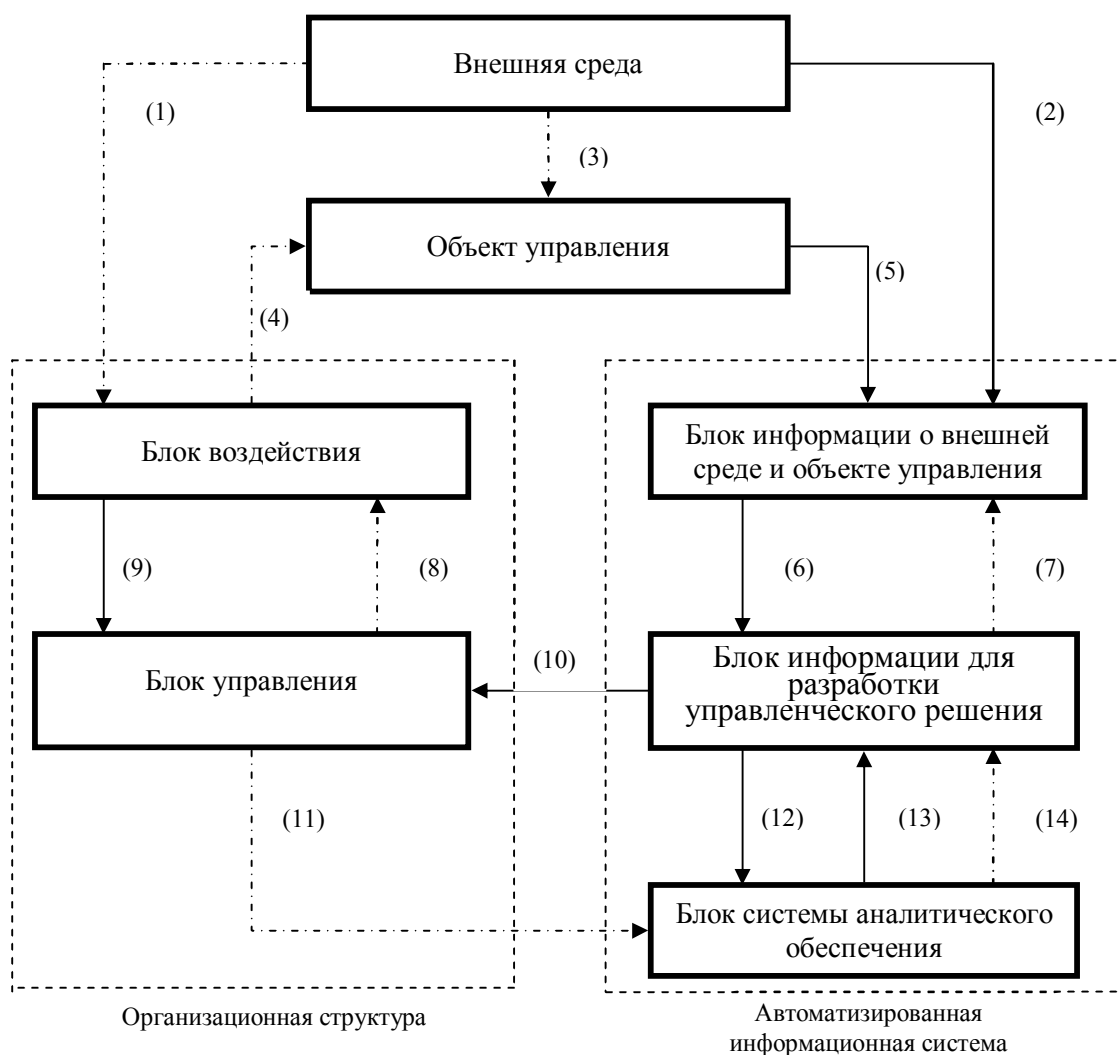 Внешняя среда
(1)
(2)
(3)
Объект управления
(4)
(5)
Блок воздействия
Блок информации о внешней
среде и объекте управления
(9)
(8)
(6)
(7)
Блок управления
(10)
Блок информации для
разработки
управленческого решения
(11)
(12)
(13)
(14)
Блок системы аналитического
обеспечения
Организационная структура
Автоматизированная
информационная система